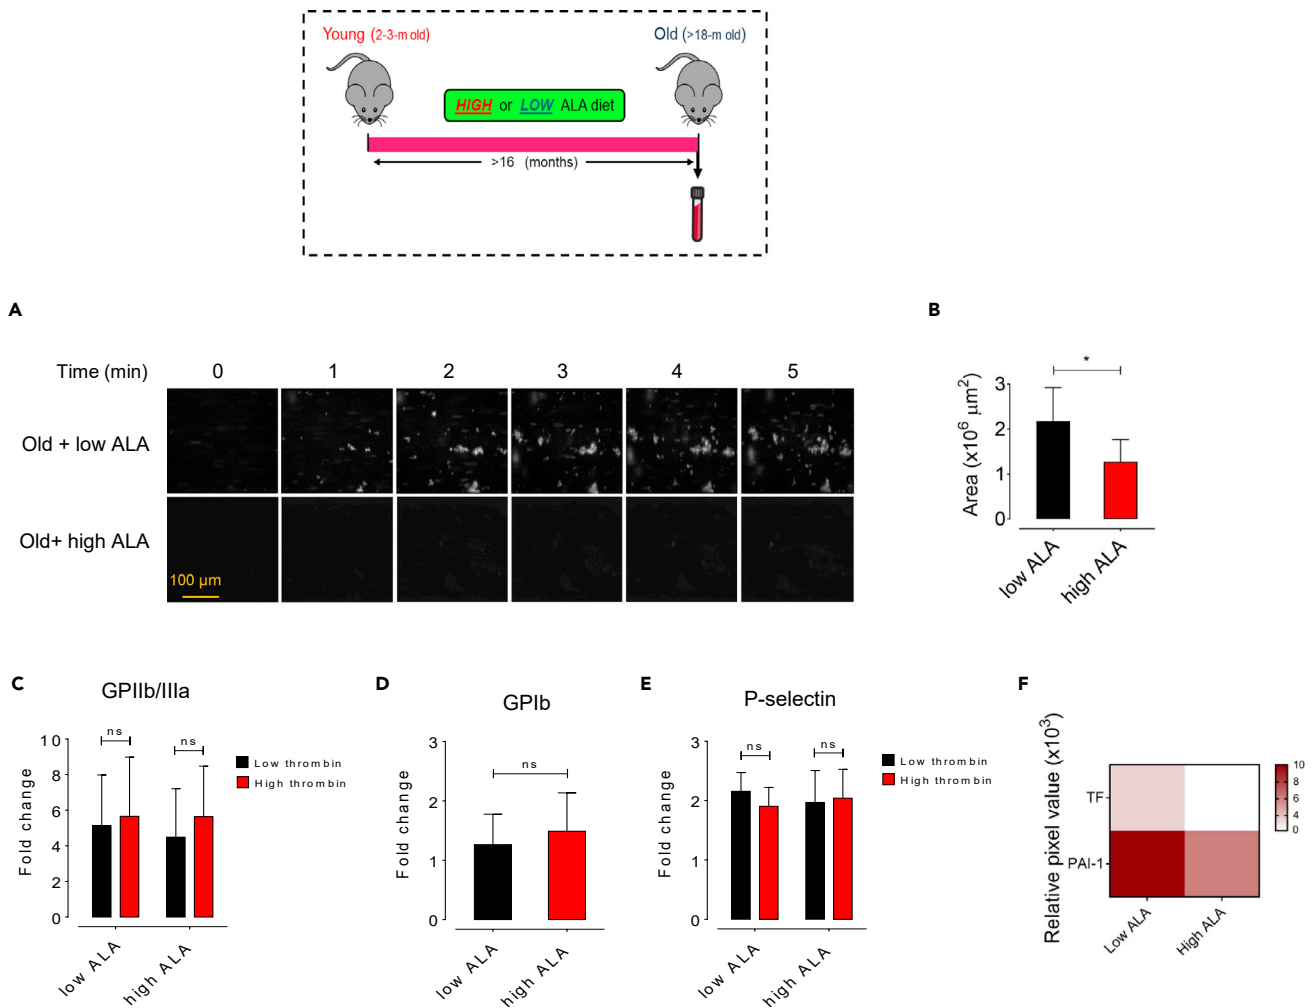 Young (2-3-m old)
Old (>18-m old)
HIGH or LOW ALA diet
>16 (months)
A
B
Time (min) 0 1 2 3 4 5
Old + low ALA
Old+ high ALA
100 µm
*
Area (x10⁶ µm²)
3
2
1
0
low ALA
high ALA
C
GPIIb/IIIa
ns
ns
Low thrombin
High thrombin
Fold change
10
8
6
4
2
0
low ALA
high ALA
D
GPIb
ns
Fold change
3
2
1
0
low ALA
high ALA
E
P-selectin
ns
ns
Low thrombin
High thrombin
Fold change
3
2
1
0
low ALA
high ALA
F
Relative pixel value (x10³)
TF
PAI-1
Low ALA
High ALA
10
8
6
4
0